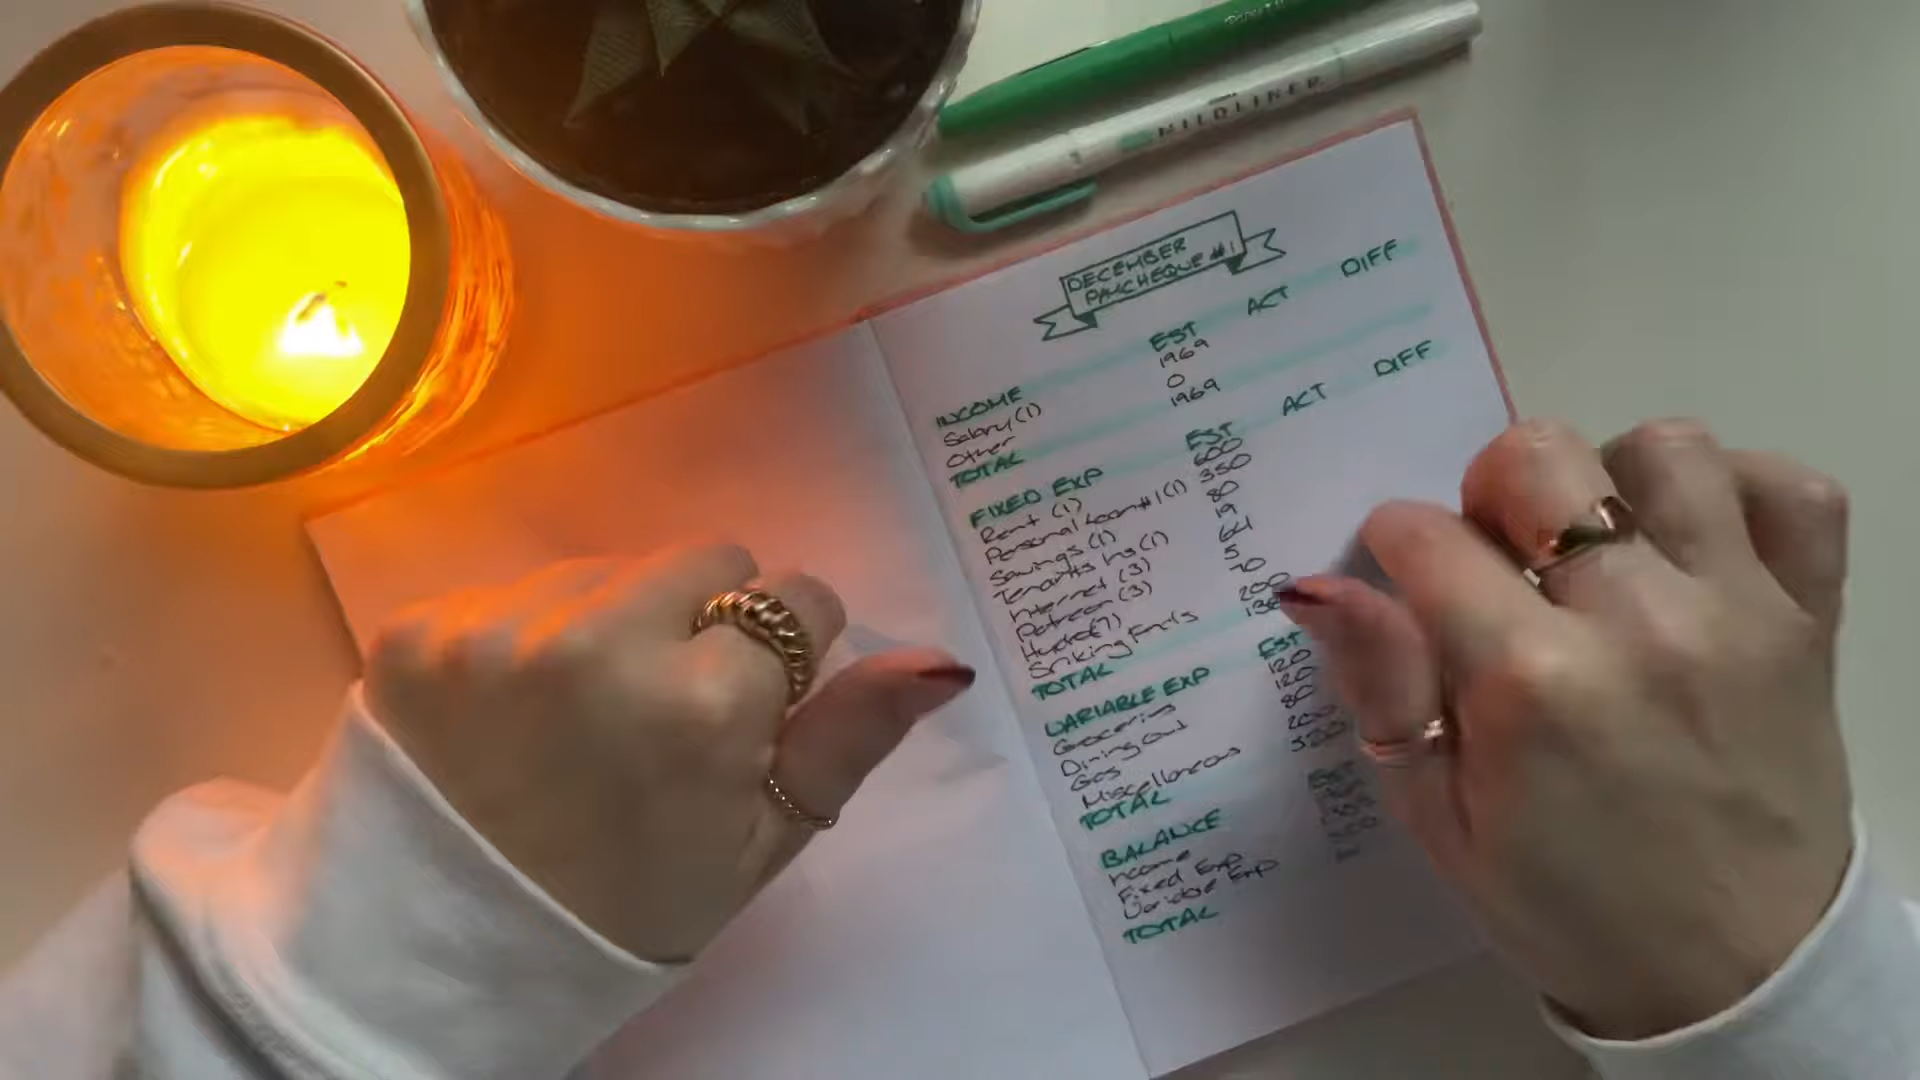 MILDLINER
DECEMBER
PAYCHEQUE #1
INCOME EST ACT DIFF
Salary (1) 1969
Other 0
TOTAL 1969
FIXED EXP EST ACT DIFF
Rent (1) 600
Personal Loan #1 (1) 350
Savings (1) 80
Tenants Ins (1) 19
Internet (3) 64
Patreon (3) 5
Hydro (7) 70
Sinking Funds 200
TOTAL
VARIABLE EXP EST
Groceries 120
Dining Out 120
Gas 80
Miscellaneous 200
TOTAL 520
BALANCE EST
Income
Fixed Exp
Variable Exp
TOTAL